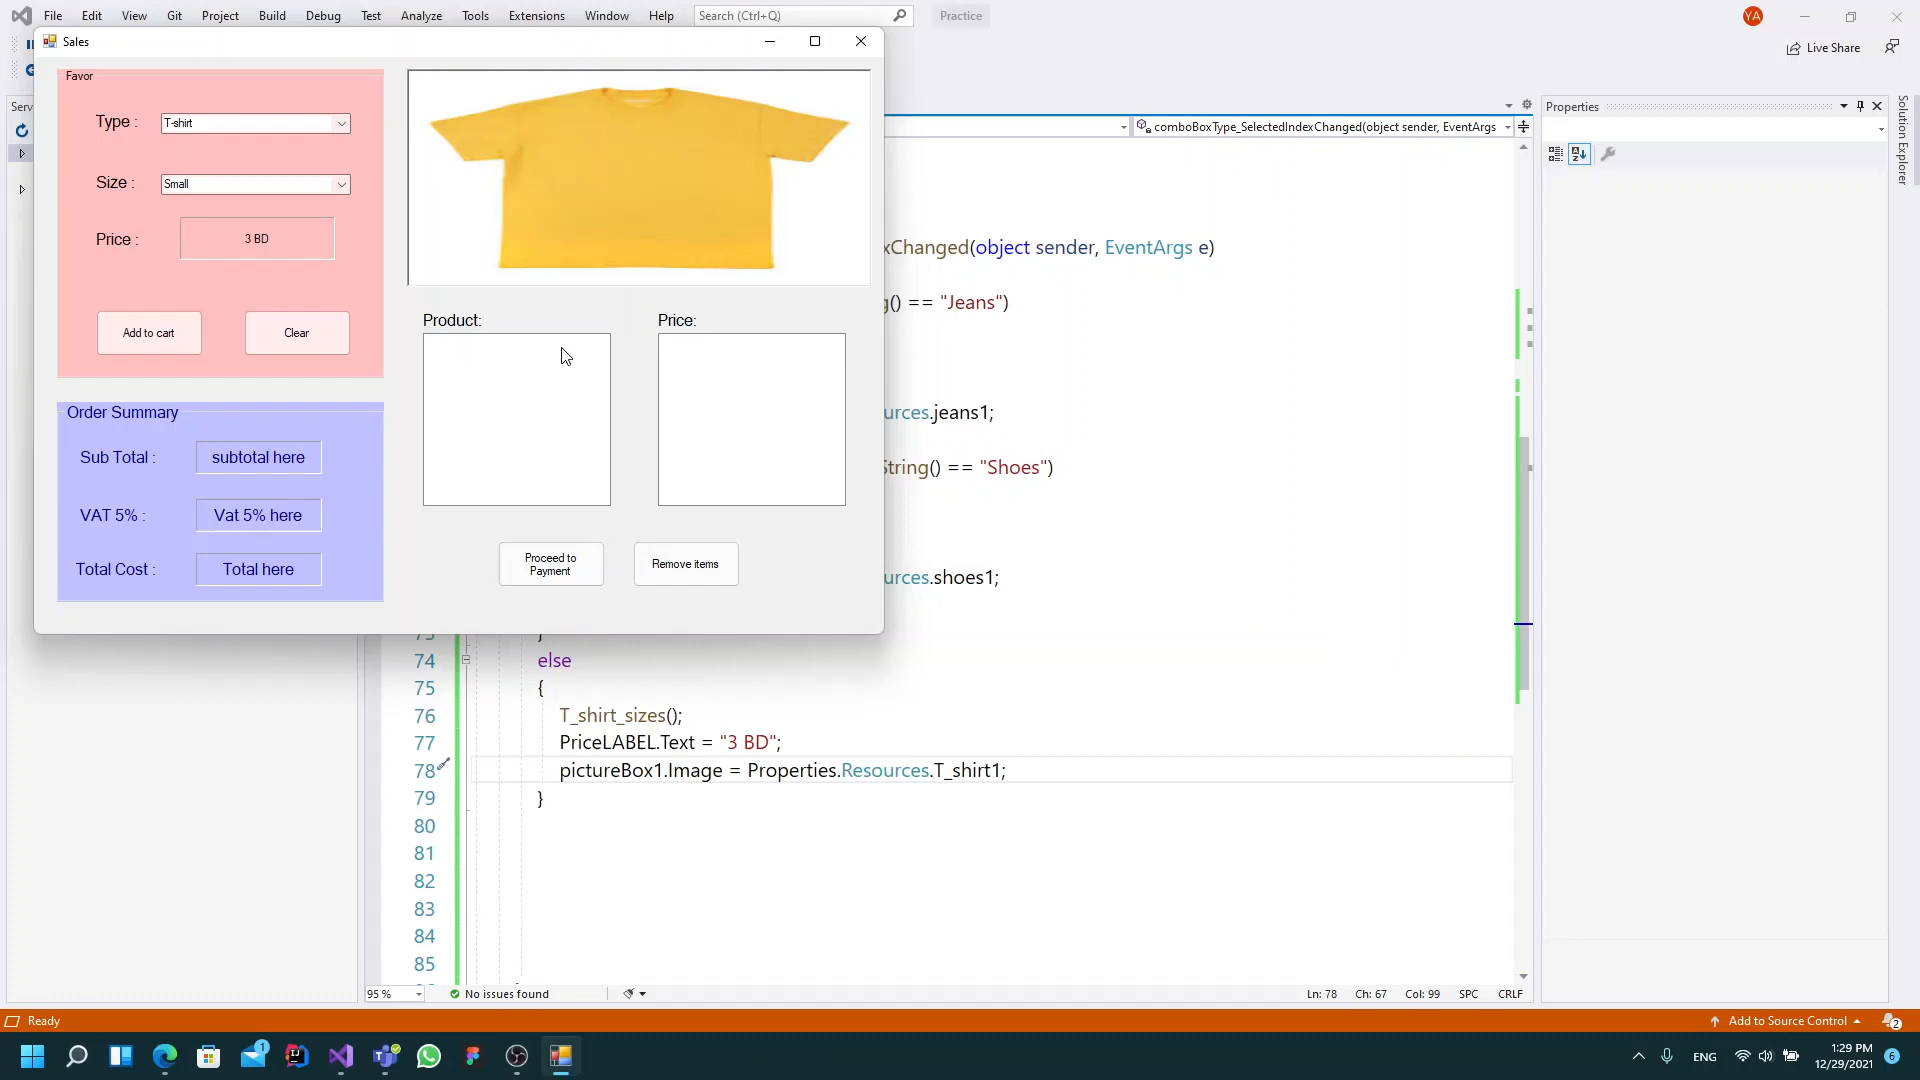 File Edit View Git Project Build Debug Test Analyze Tools Extensions Window Help Search (Ctrl+Q) Practice YA
Sales
Live Share
Favor
Type :
T-shirt
Size :
Small
Price :
3 BD
Add to cart
Clear
Order Summary
Sub Total :
subtotal here
VAT 5% :
Vat 5% here
Total Cost :
Total here
Product:
Price:
Proceed to
Payment
Remove items
Serv
comboBoxType_SelectedIndexChanged(object sender, EventArgs
Properties
Solution Explorer
xChanged(object sender, EventArgs e)
g() == "Jeans")
urces.jeans1;
String() == "Shoes")
urces.shoes1;
73 }
74 else
75 {
76 T_shirt_sizes();
77 PriceLABEL.Text = "3 BD";
78 pictureBox1.Image = Properties.Resources.T_shirt1;
79 }
80
81
82
83
84
85
95 % No issues found Ln: 78 Ch: 67 Col: 99 SPC CRLF
Ready
Add to Source Control 2
1
ENG
1:29 PM
12/29/2021
6